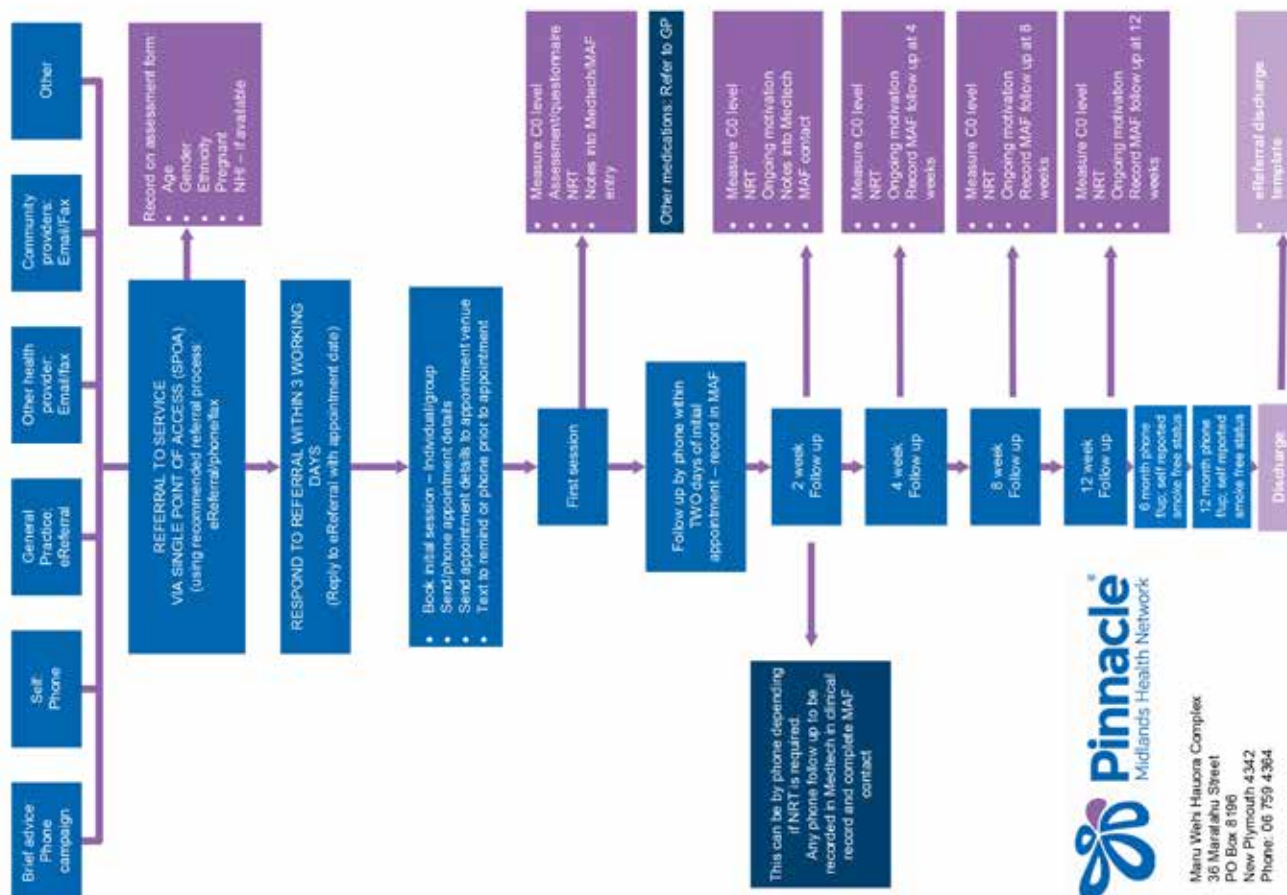 Brief advice
Phone
campaign
Self:
Phone
General
Practice:
eReferral
Other health
provider:
Email/fax
Community
providers:
Email/Fax
Other
REFERRAL TO SERVICE
VIA SINGLE POINT OF ACCESS (SPOA)
(using recommended referral process:
eReferral/phone/fax
Record on assessment form:
• Age
• Gender
• Ethnicity
• Pregnant
• NHI – if available
RESPOND TO REFERRAL WITHIN 3 WORKING
DAYS
(Reply to eReferral with appointment date)
• Book initial session – Individual/group
• Send/phone appointment details
• Send appointment details to appointment venue
• Text to remind or phone prior to appointment
First session
• Measure C0 level
• Assessment/questionnaire
• NRT
• Notes into Medtech/MAF
entry
Other medications: Refer to GP
Follow up by phone within
TWO days of initial
appointment – record in MAF
2 week
Follow up
• Measure C0 level
• NRT
• Ongoing motivation
• Notes into Medtech
• MAF contact
This can be by phone depending
if NRT is required.
Any phone follow up to be
recorded in Medtech in clinical
record and complete MAF
contact
4 week
Follow up
• Measure C0 level
• NRT
• Ongoing motivation
• Record MAF follow up at 4
weeks
8 week
Follow up
• Measure C0 level
• NRT
• Ongoing motivation
• Record MAF follow up at 8
weeks
12 week
Follow up
• Measure C0 level
• NRT
• Ongoing motivation
• Record MAF follow up at 12
weeks
6 month phone
f/up; self reported
smoke free status
12 month phone
f/up; self reported
smoke free status
Discharge
• eReferral discharge
template
Pinnacle
Midlands Health Network
Maru Wehi Hauora Complex
36 Maratahu Street
PO Box 8196
New Plymouth 4342
Phone: 06 759 4364